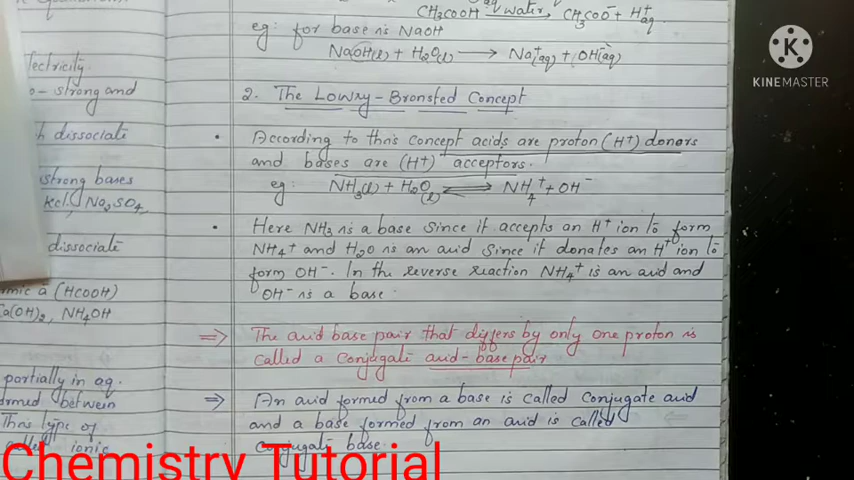 CH3COOH water, CH3COO- + H+aq
eg: for base is NaOH
NaOH(l) + H2O(l) → Na+(aq) + OH-(aq)
2. The Lowry-Bronsted Concept
• According to this concept acids are proton (H+) donors
and bases are (H+) acceptors.
eg: NH3(l) + H2O(l) ⇌ NH4+ + OH-
• Here NH3 is a base since it accepts an H+ ion to form
NH4+ and H2O is an acid since it donates an H+ ion to
form OH-. In the reverse reaction NH4+ is an acid and
OH- is a base.
⇒ The acid base pair that differs by only one proton is
called a conjugate acid-base pair
⇒ An acid formed from a base is called conjugate acid
and a base formed from an acid is called
conjugate base.
lectricity.
strong and
dissociate
strong bases
KCl, Na2SO4,
dissociate
(HCOOH)
Ca(OH)2, NH4OH
partially in aq.
between
This type of
ionic
KINEMASTER
Chemistry Tutorial